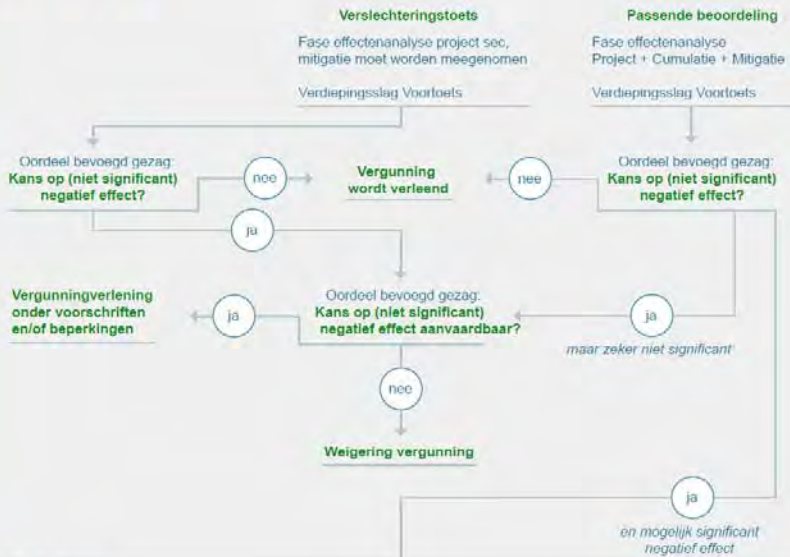 Verslechteringstoets
Fase effectenanalyse project sec,
mitigatie moet worden meegenomen
Verdiepingsslag Voortoets
Passende beoordeling
Fase effectenanalyse
Project + Cumulatie + Mitigatie
Verdiepingsslag Voortoets
Oordeel bevoegd gezag:
Kans op (niet significant)
negatief effect?
nee
Vergunning
wordt verleend
nee
Oordeel bevoegd gezag:
Kans op (niet significant)
negatief effect?
ja
Vergunningverlening
onder voorschriften
en/of beperkingen
ja
Oordeel bevoegd gezag:
Kans op (niet significant)
negatief effect aanvaardbaar?
ja
maar zeker niet significant
nee
Weigering vergunning
ja
en mogelijk significant
negatief effect